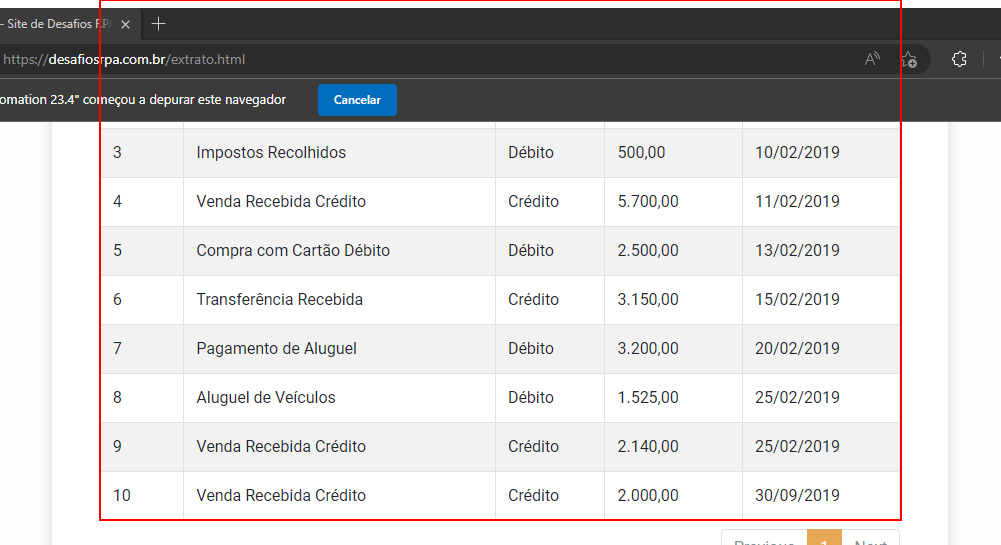 - Site de Desafios RPA
https://desafiosrpa.com.br/extrato.html
omation 23.4" começou a depurar este navegador Cancelar
3 Impostos Recolhidos Débito 500,00 10/02/2019
4 Venda Recebida Crédito Crédito 5.700,00 11/02/2019
5 Compra com Cartão Débito Débito 2.500,00 13/02/2019
6 Transferência Recebida Crédito 3.150,00 15/02/2019
7 Pagamento de Aluguel Débito 3.200,00 20/02/2019
8 Aluguel de Veículos Débito 1.525,00 25/02/2019
9 Venda Recebida Crédito Crédito 2.140,00 25/02/2019
10 Venda Recebida Crédito Crédito 2.000,00 30/09/2019
Previous 1 Next